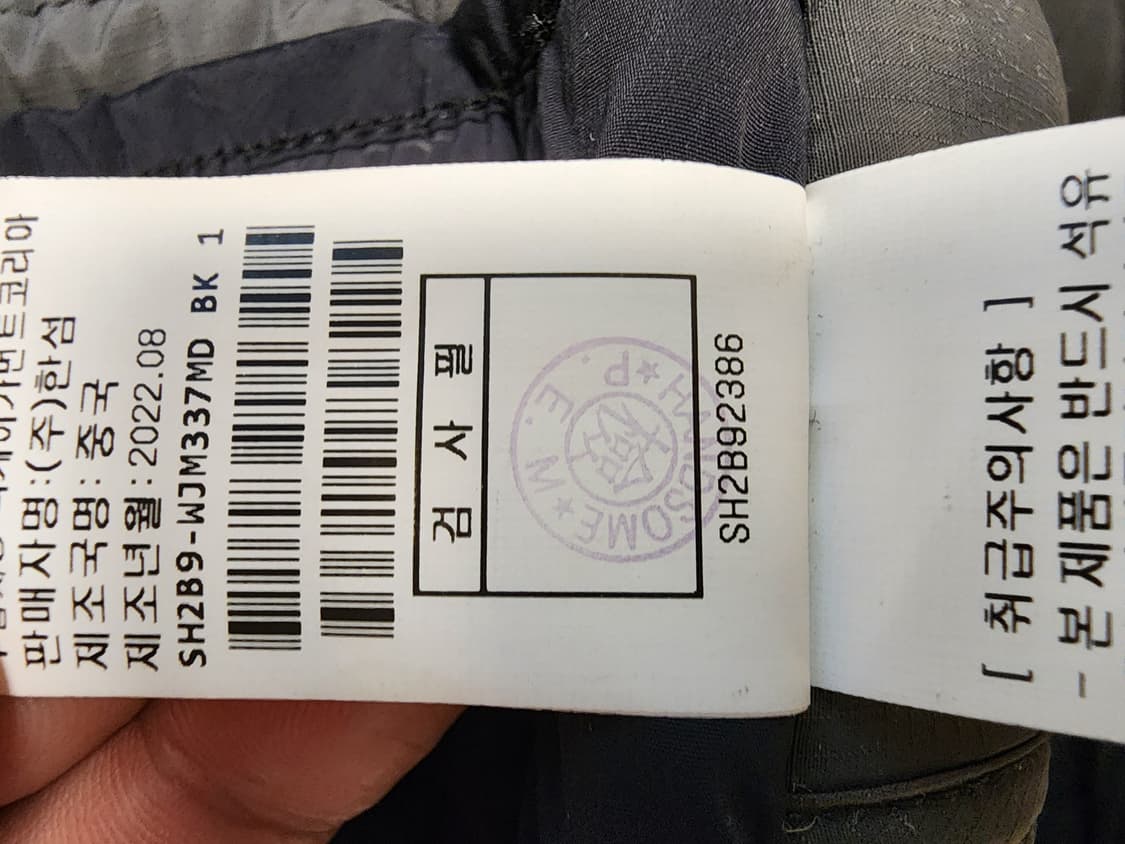 판매자명:(주)한섬
제조국명:중국
제조년월:2022.08
SH2B9-WJM337MD BK 1
검 사 필
HANDSOME
P. E. M
SH2B92386
[ 취급주의사항 ]
- 본 제품은 반드시 석유